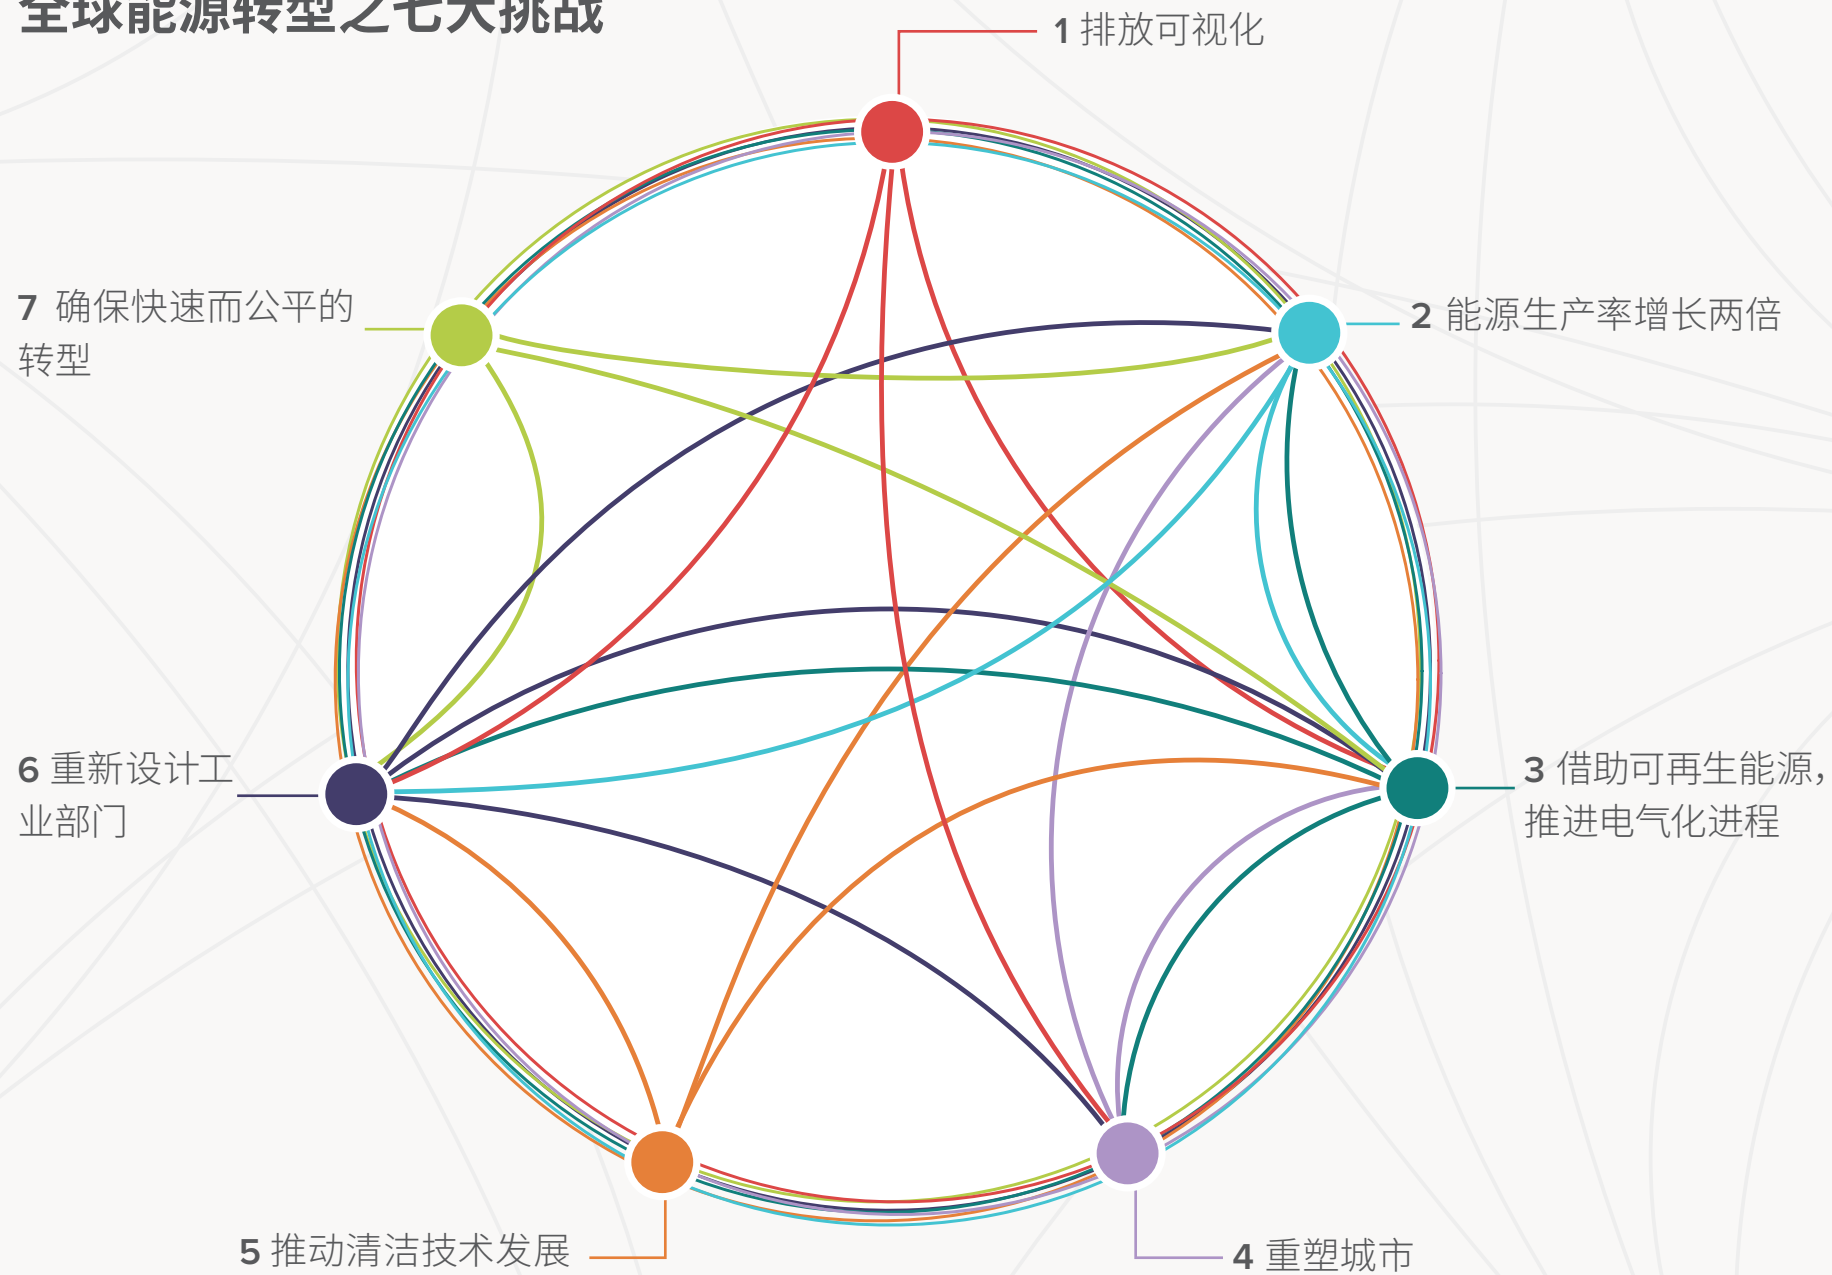 全球能源转型之七大挑战
1 排放可视化
2 能源生产率增长两倍
3 借助可再生能源，
推进电气化进程
4 重塑城市
5 推动清洁技术发展
6 重新设计工
业部门
7 确保快速而公平的
转型